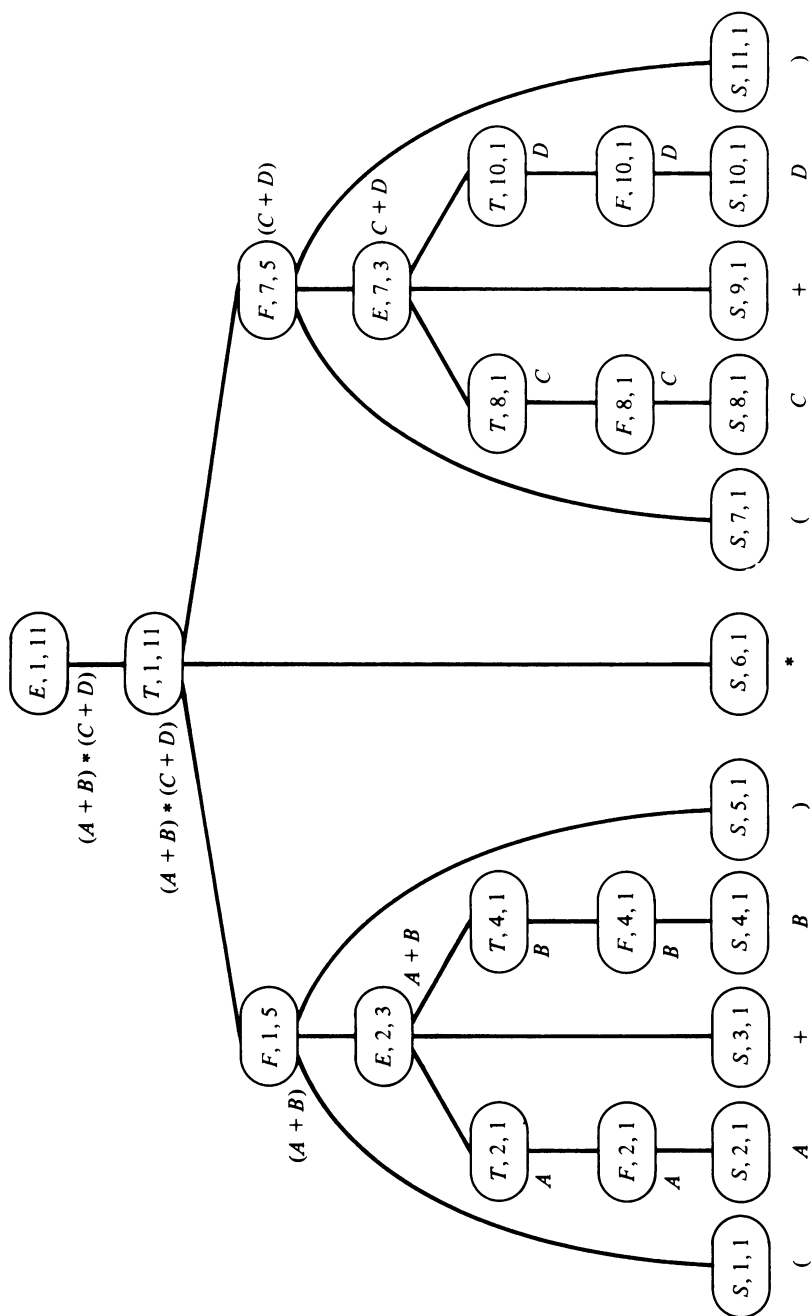 E, 1, 11
(A + B) * (C + D)
T, 1, 11
(A + B) * (C + D)
F, 1, 5
(A + B)
F, 7, 5
(C + D)
E, 2, 3
A + B
E, 7, 3
C + D
T, 2, 1
A
T, 4, 1
B
T, 8, 1
C
T, 10, 1
D
F, 2, 1
A
F, 4, 1
B
F, 8, 1
C
F, 10, 1
D
S, 1, 1
S, 2, 1
S, 3, 1
S, 4, 1
S, 5, 1
S, 6, 1
S, 7, 1
S, 8, 1
S, 9, 1
S, 10, 1
S, 11, 1
( A + B ) * ( C + D )